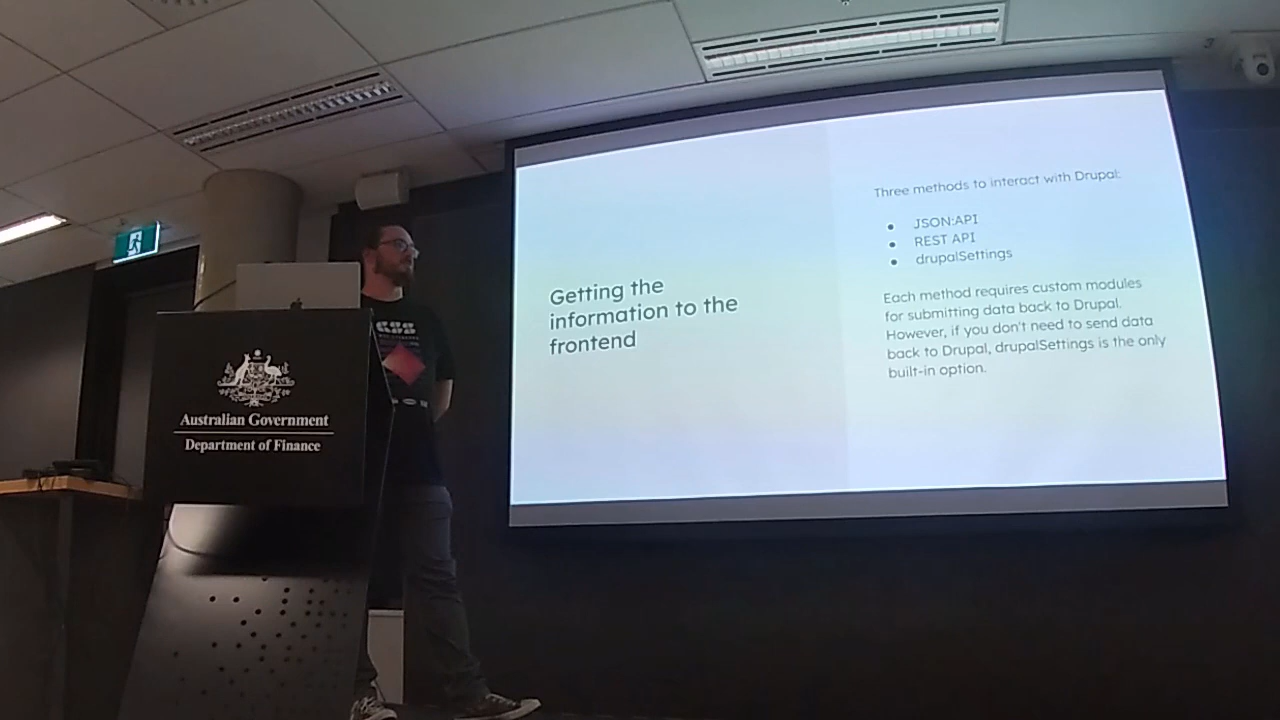 Getting the
information to the
frontend
Three methods to interact with Drupal:
JSON:API
REST API
drupalSettings
Each method requires custom modules
for submitting data back to Drupal.
However, if you don't need to send data
back to Drupal, drupalSettings is the only
built-in option.
Australian Government
Department of Finance